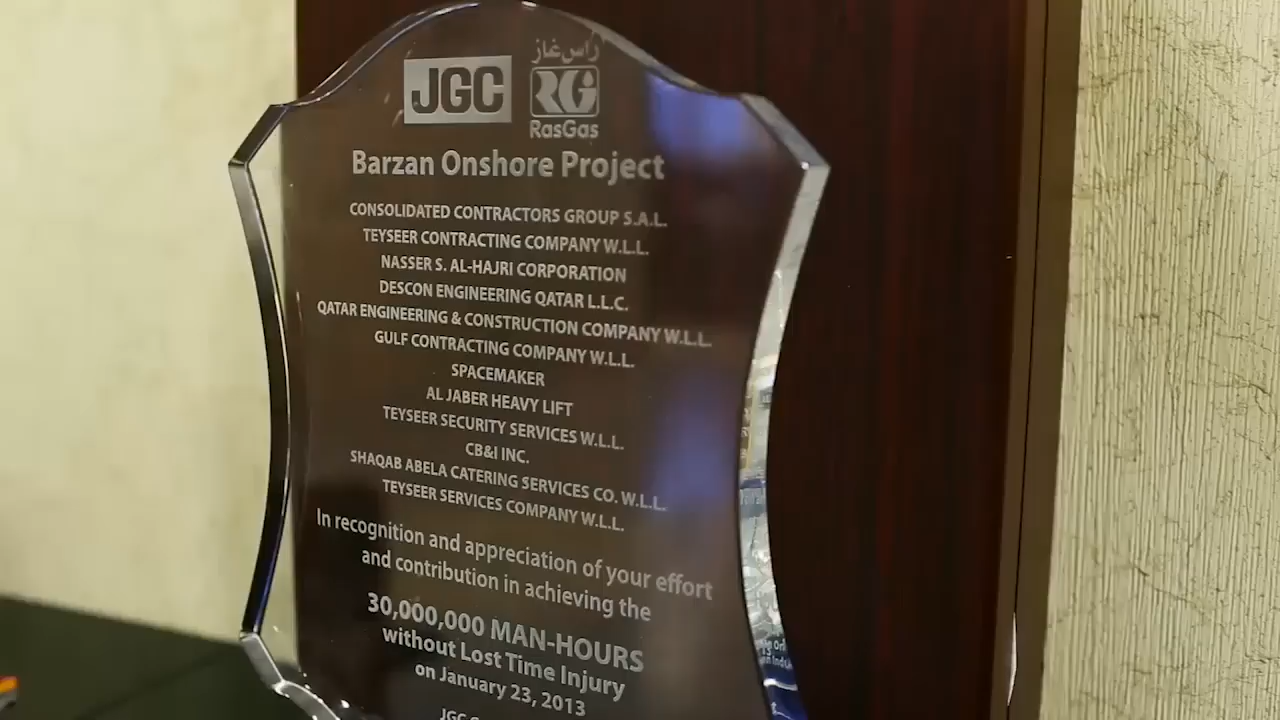 JGC
راس غاز
RG
RasGas
Barzan Onshore Project
CONSOLIDATED CONTRACTORS GROUP S.A.L.
TEYSEER CONTRACTING COMPANY W.L.L.
NASSER S. AL-HAJRI CORPORATION
DESCON ENGINEERING QATAR L.L.C.
QATAR ENGINEERING & CONSTRUCTION COMPANY W.L.L.
GULF CONTRACTING COMPANY W.L.L.
SPACEMAKER
AL JABER HEAVY LIFT
TEYSEER SECURITY SERVICES W.L.L.
CB&I INC.
SHAQAB ABELA CATERING SERVICES CO. W.L.L.
TEYSEER SERVICES COMPANY W.L.L.
In recognition and appreciation of your effort
and contribution in achieving the
30,000,000 MAN-HOURS
without Lost Time Injury
on January 23, 2013
JGC